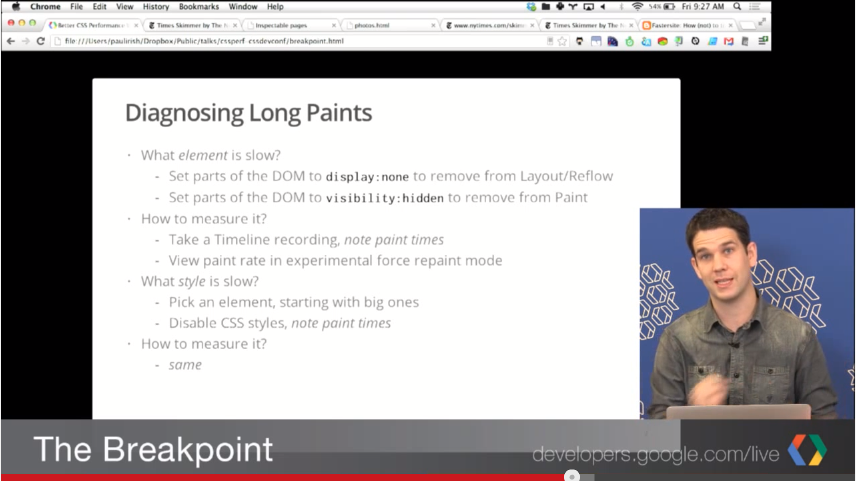 Chrome File Edit View History Bookmarks Window Help 54% Fri 9:27 AM
Better CSS Performance Times Skimmer by The N Inspectable pages photos.html www.nytimes.com/skim Times Skimmer by The N Fastersite: How (not) to
file:///Users/paulirish/Dropbox/Public/talks/cssperf-cssdevconf/breakpoint.html
Diagnosing Long Paints
· What element is slow?
- Set parts of the DOM to display:none to remove from Layout/Reflow
- Set parts of the DOM to visibility:hidden to remove from Paint
· How to measure it?
- Take a Timeline recording, note paint times
- View paint rate in experimental force repaint mode
· What style is slow?
- Pick an element, starting with big ones
- Disable CSS styles, note paint times
· How to measure it?
- same
The Breakpoint
developers.google.com/live